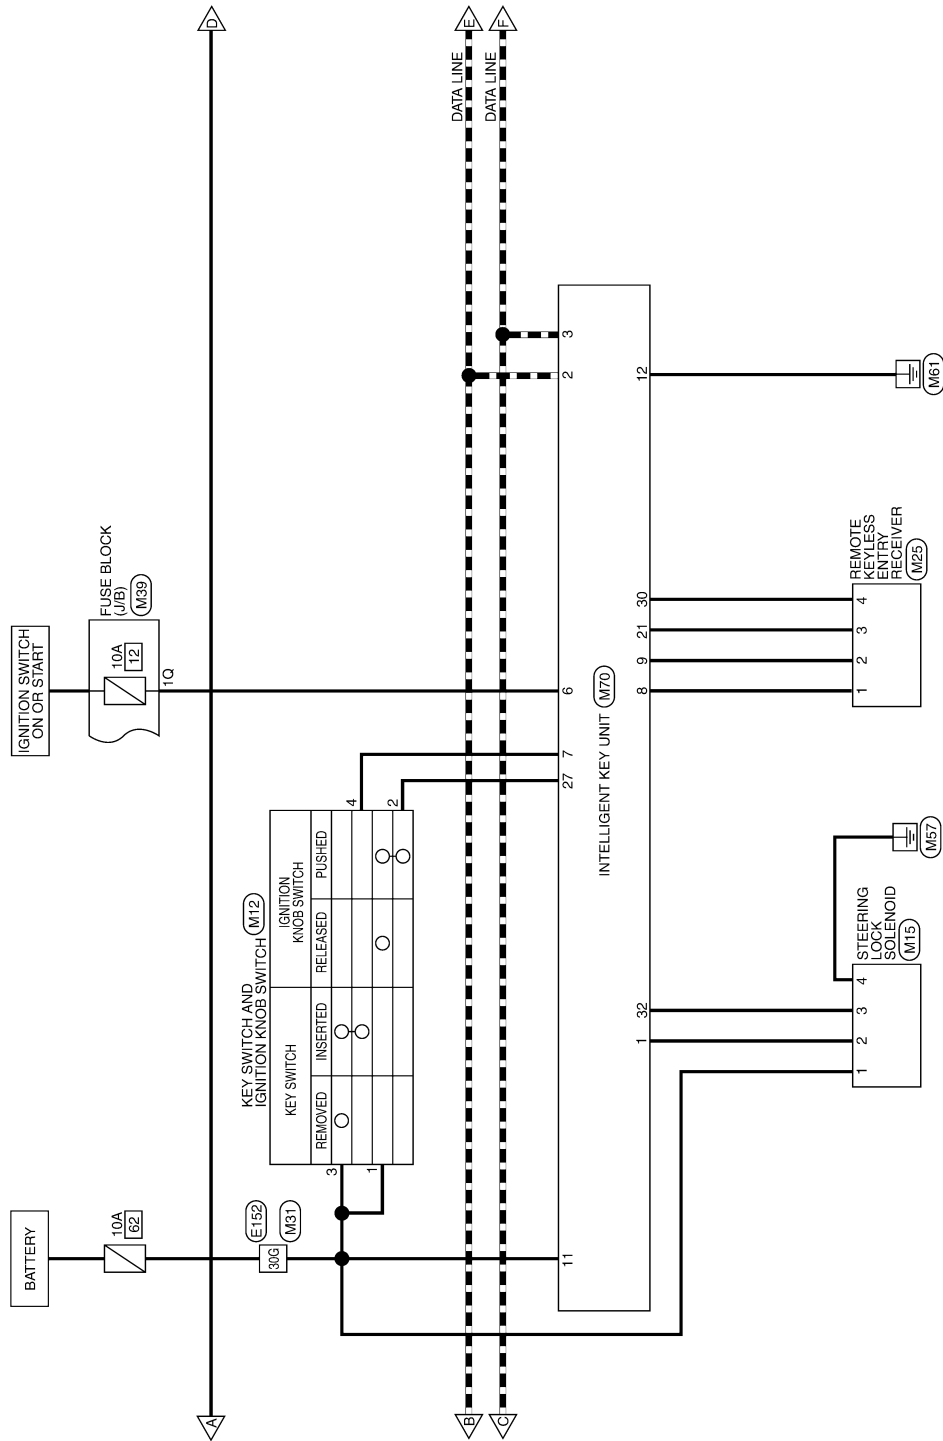 BATTERY
10A
62
E152
M31
30G
IGNITION SWITCH
ON OR START
FUSE BLOCK
(J/B)
M39
10A
12
1Q
A
D
KEY SWITCH AND
IGNITION KNOB SWITCH
M12
KEY SWITCH
IGNITION
KNOB SWITCH
REMOVED
INSERTED
RELEASED
PUSHED
3
1
4
2
B
DATA LINE
E
C
DATA LINE
F
11
27
7
6
2
3
INTELLIGENT KEY UNIT
M70
1
32
8
9
21
30
12
1
2
3
4
STEERING
LOCK
SOLENOID
M15
M57
1
2
3
4
REMOTE
KEYLESS
ENTRY
RECEIVER
M25
M61